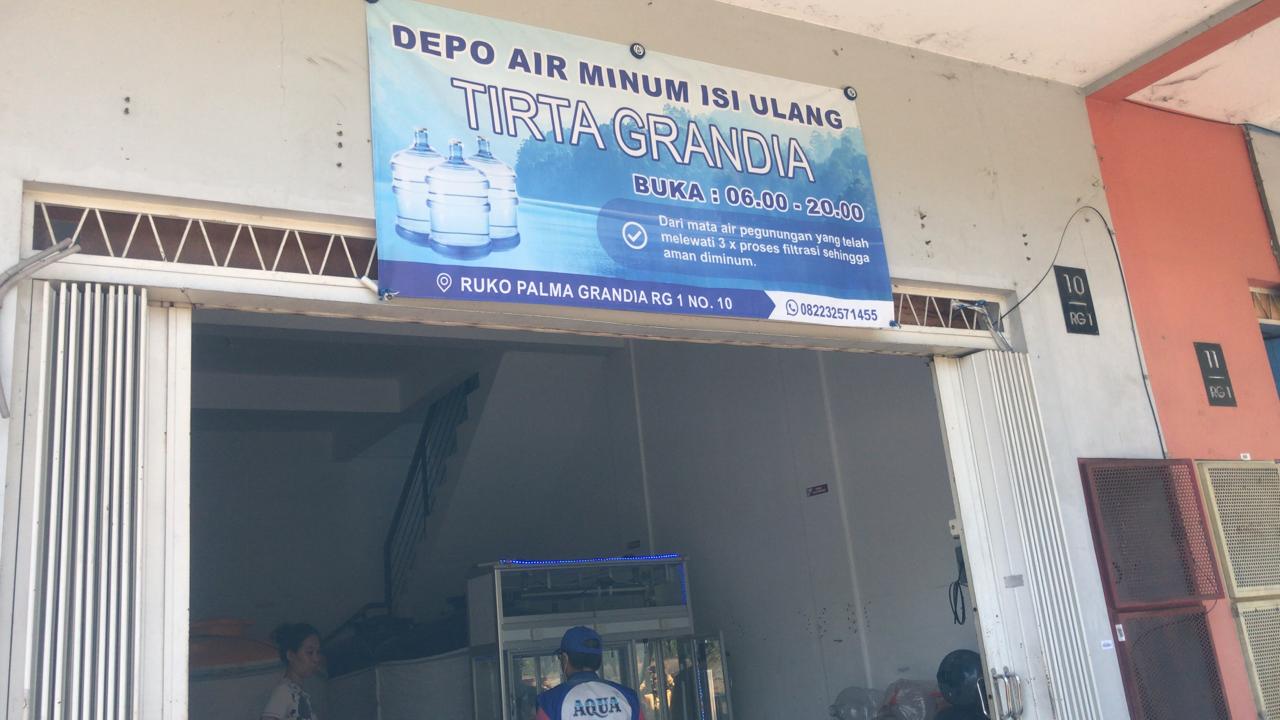 DEPO AIR MINUM ISI ULANG
TIRTA GRANDIA
BUKA : 06.00 - 20.00
Dari mata air pegunungan yang telah
melewati 3 x proses filtrasi sehingga
aman diminum.
RUKO PALMA GRANDIA RG 1 NO. 10
082232571455
10
RG 1
11
RG 1
AQUA